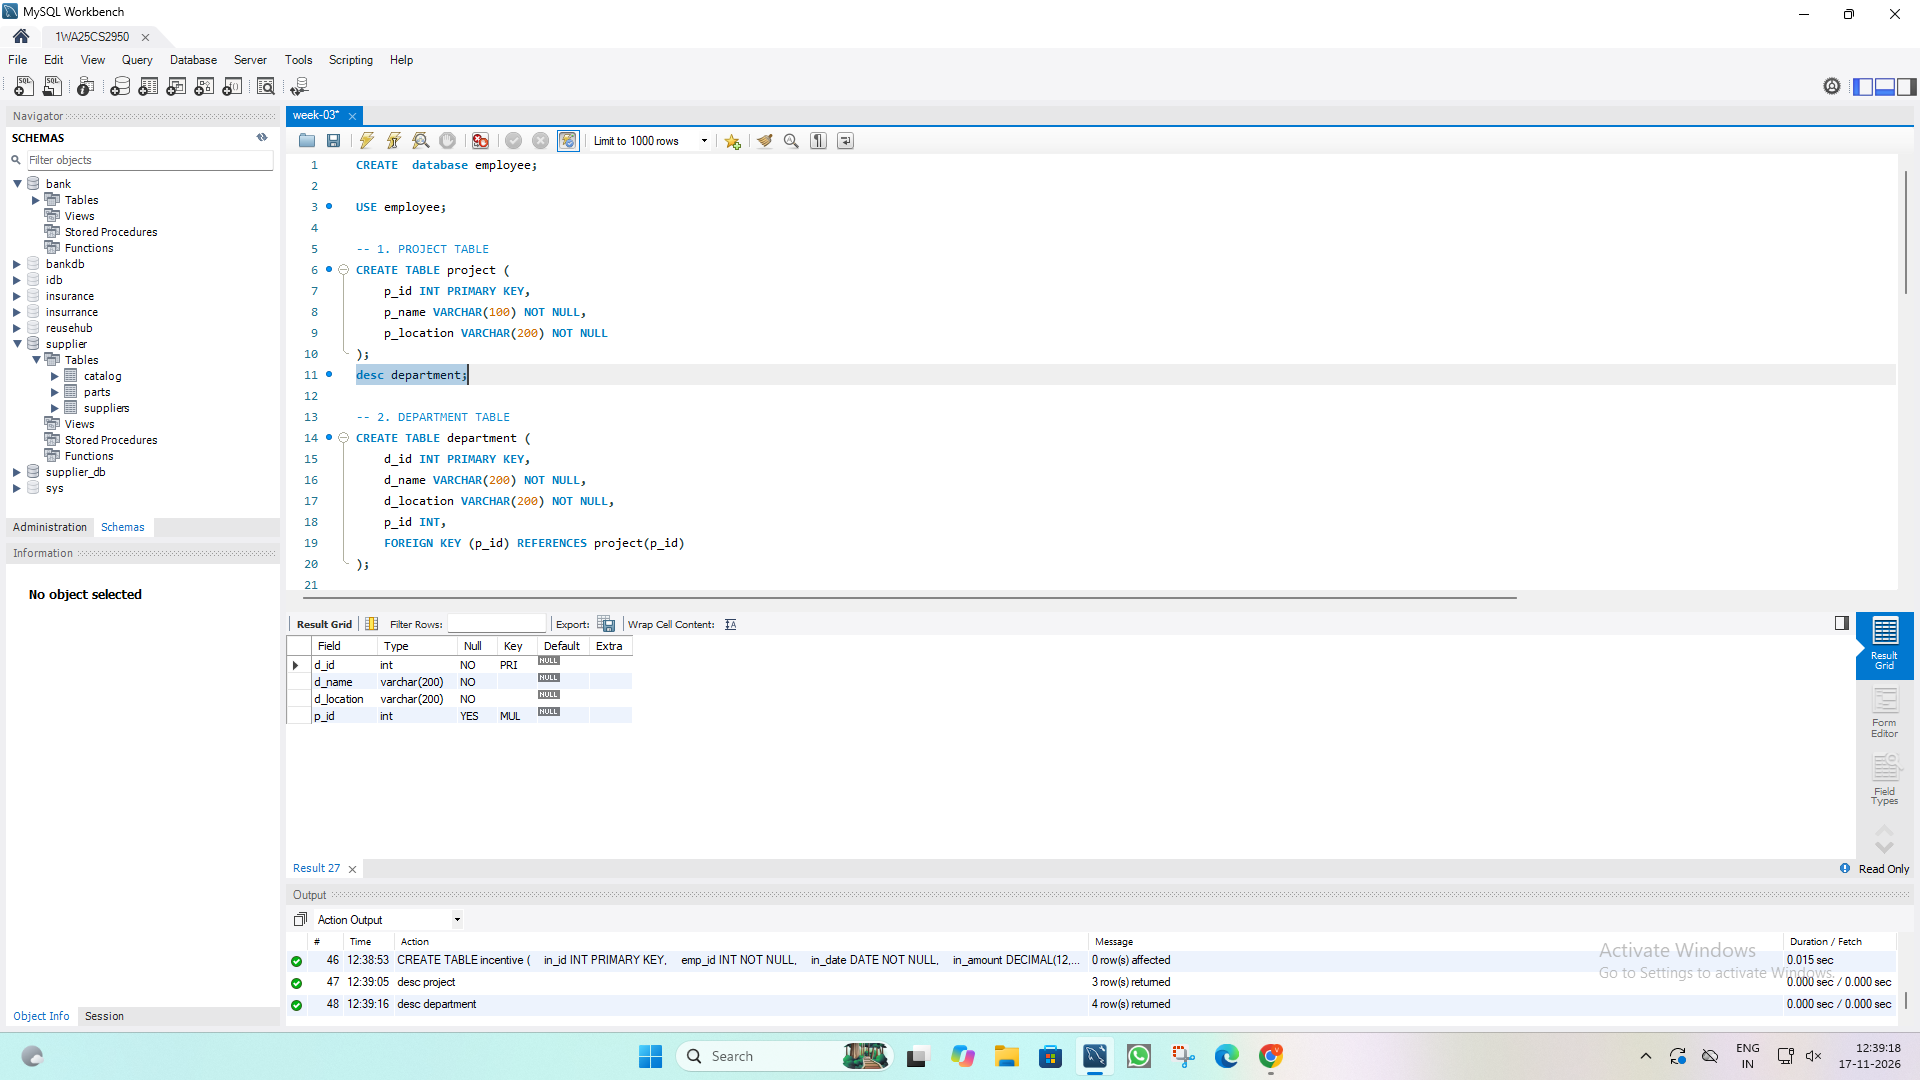 MySQL Workbench
1WA25CS2950
File Edit View Query Database Server Tools Scripting Help
Navigator
SCHEMAS
Filter objects
bank
Tables
Views
Stored Procedures
Functions
bankdb
idb
insurance
insurrance
reusehub
supplier
Tables
catalog
parts
suppliers
Views
Stored Procedures
Functions
supplier_db
sys
Administration Schemas
Information
No object selected
Object Info Session
week-03*
Limit to 1000 rows
1 CREATE  database employee;
2
3 USE employee;
4
5 -- 1. PROJECT TABLE
6 CREATE TABLE project (
7 p_id INT PRIMARY KEY,
8 p_name VARCHAR(100) NOT NULL,
9 p_location VARCHAR(200) NOT NULL
10 );
11 desc department;
12
13 -- 2. DEPARTMENT TABLE
14 CREATE TABLE department (
15 d_id INT PRIMARY KEY,
16 d_name VARCHAR(200) NOT NULL,
17 d_location VARCHAR(200) NOT NULL,
18 p_id INT,
19 FOREIGN KEY (p_id) REFERENCES project(p_id)
20 );
21
Result Grid Filter Rows: Export: Wrap Cell Content:
Field Type Null Key Default Extra
d_id int NO PRI NULL
d_name varchar(200) NO NULL
d_location varchar(200) NO NULL
p_id int YES MUL NULL
Result Grid
Form Editor
Field Types
Result 27
Read Only
Output
Action Output
# Time Action Message Duration / Fetch
46 12:38:53 CREATE TABLE incentive ( in_id INT PRIMARY KEY, emp_id INT NOT NULL, in_date DATE NOT NULL, in_amount DECIMAL(12,... 0 row(s) affected 0.015 sec
47 12:39:05 desc project 3 row(s) returned 0.000 sec / 0.000 sec
48 12:39:16 desc department 4 row(s) returned 0.000 sec / 0.000 sec
Activate Windows
Go to Settings to activate Windows.
Search
ENG
IN
12:39:18
17-11-2026